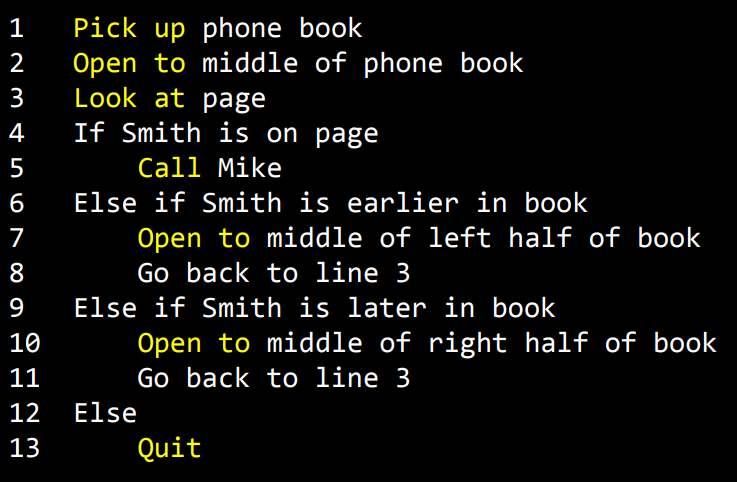 1 Pick up phone book
2 Open to middle of phone book
3 Look at page
4 If Smith is on page
5     Call Mike
6 Else if Smith is earlier in book
7     Open to middle of left half of book
8     Go back to line 3
9 Else if Smith is later in book
10     Open to middle of right half of book
11     Go back to line 3
12 Else
13     Quit